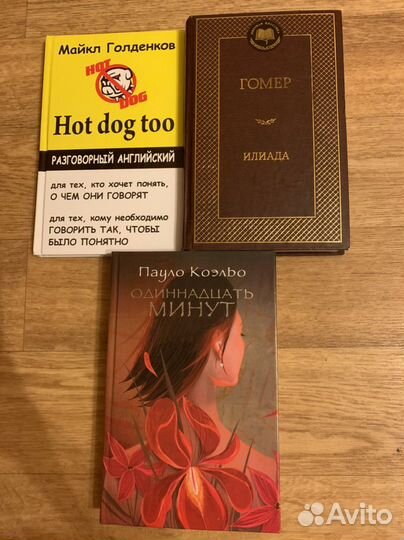 Майкл Голденков
HOT
DOG
Hot dog too
РАЗГОВОРНЫЙ АНГЛИЙСКИЙ
для тех, кто хочет понять,
О ЧЕМ ОНИ ГОВОРЯТ
для тех, кому необходимо
ГОВОРИТЬ ТАК, ЧТОБЫ
БЫЛО ПОНЯТНО
ГОМЕР
ИЛИАДА
Пауло Коэльо
ОДИННАДЦАТЬ
МИНУТ
Avito